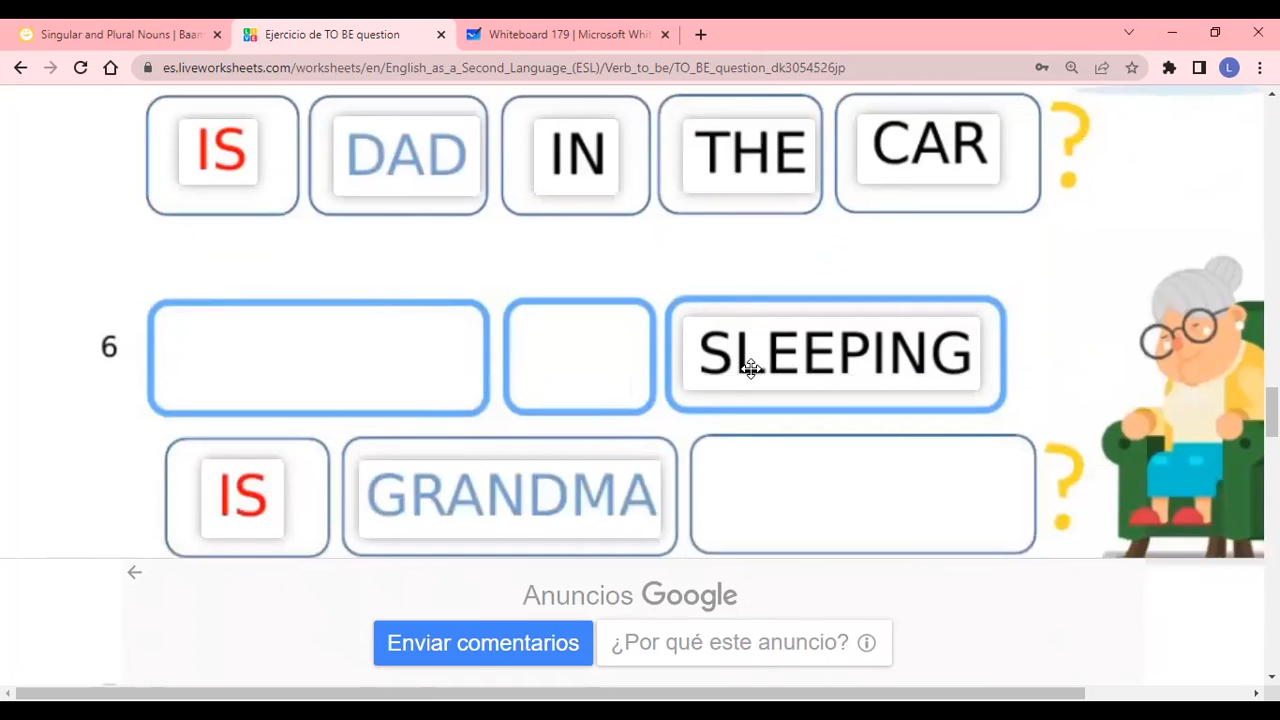 Singular and Plural Nouns | Baam
Ejercicio de TO BE question
Whiteboard 179 | Microsoft Whit
es.liveworksheets.com/worksheets/en/English_as_a_Second_Language_(ESL)/Verb_to_be/TO_BE_question_dk3054526jp
L
IS DAD IN THE CAR ?
6 SLEEPING
IS GRANDMA ?
Anuncios Google
Enviar comentarios
¿Por qué este anuncio?